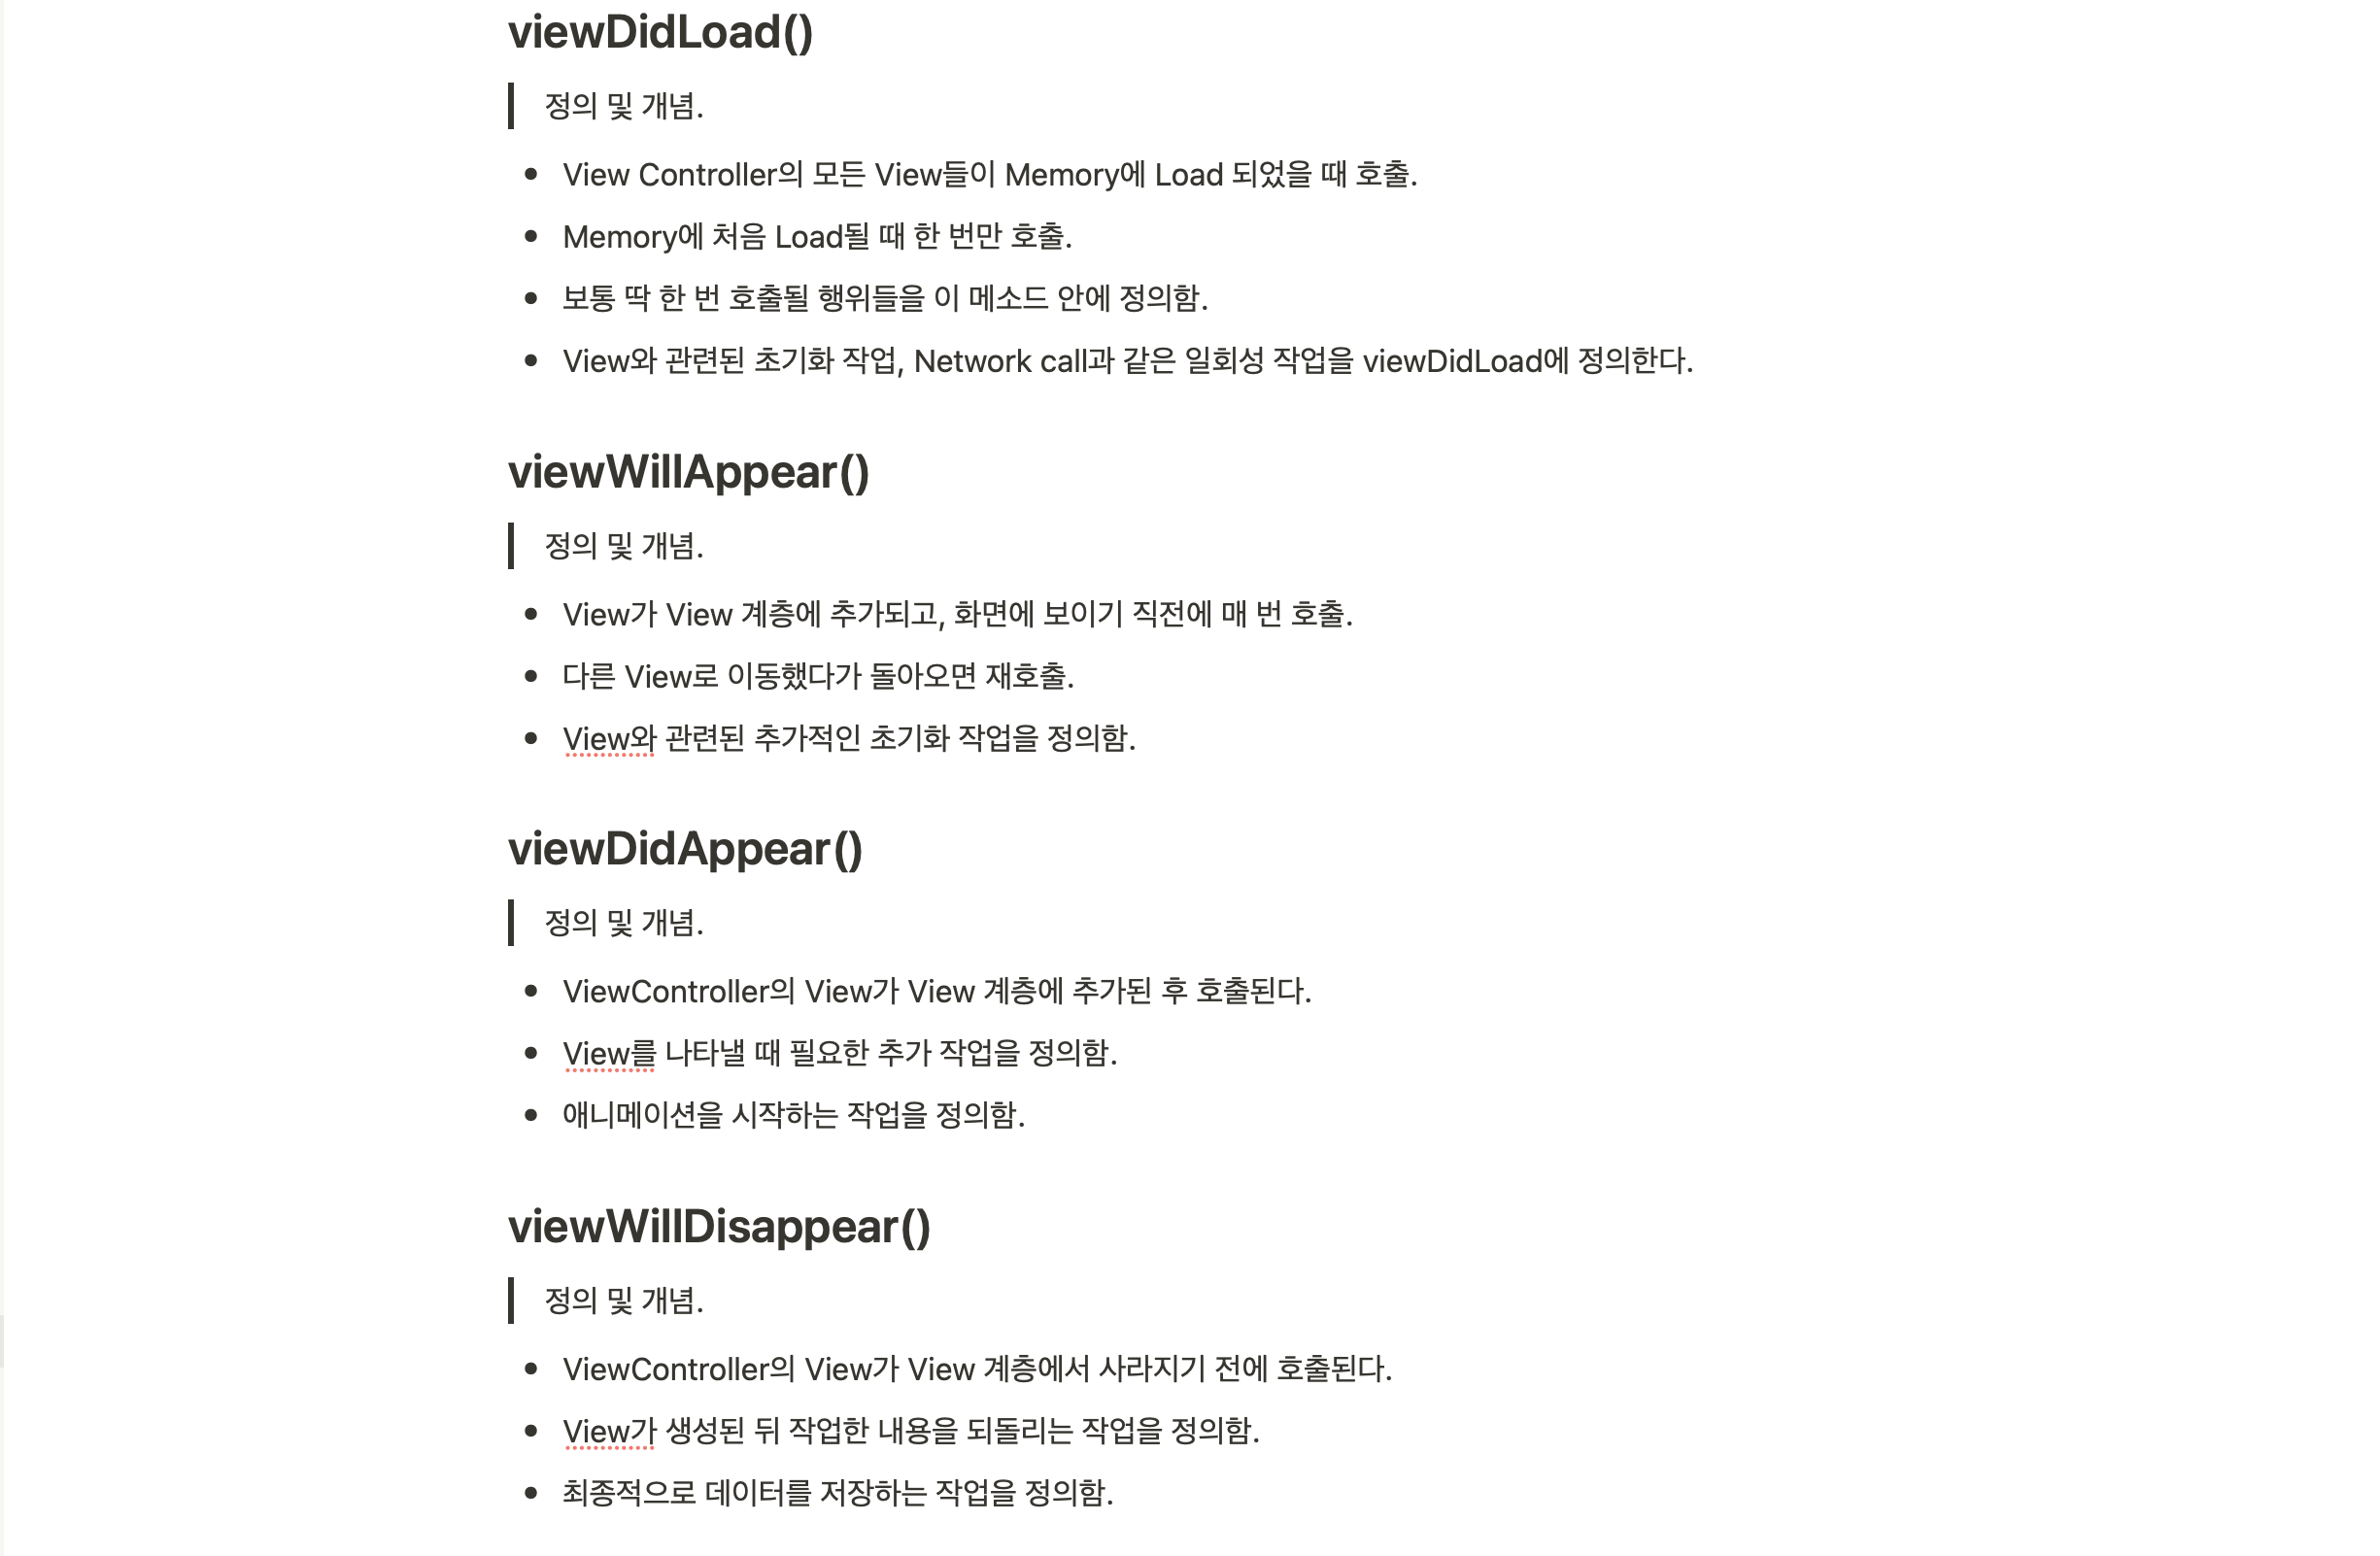 viewDidLoad()
정의 및 개념.
View Controller의 모든 View들이 Memory에 Load 되었을 때 호출.
Memory에 처음 Load될 때 한 번만 호출.
보통 딱 한 번 호출될 행위들을 이 메소드 안에 정의함.
View와 관련된 초기화 작업, Network call과 같은 일회성 작업을 viewDidLoad에 정의한다.
viewWillAppear()
정의 및 개념.
View가 View 계층에 추가되고, 화면에 보이기 직전에 매 번 호출.
다른 View로 이동했다가 돌아오면 재호출.
View와 관련된 추가적인 초기화 작업을 정의함.
viewDidAppear()
정의 및 개념.
ViewController의 View가 View 계층에 추가된 후 호출된다.
View를 나타낼 때 필요한 추가 작업을 정의함.
애니메이션을 시작하는 작업을 정의함.
viewWillDisappear()
정의 및 개념.
ViewController의 View가 View 계층에서 사라지기 전에 호출된다.
View가 생성된 뒤 작업한 내용을 되돌리는 작업을 정의함.
최종적으로 데이터를 저장하는 작업을 정의함.